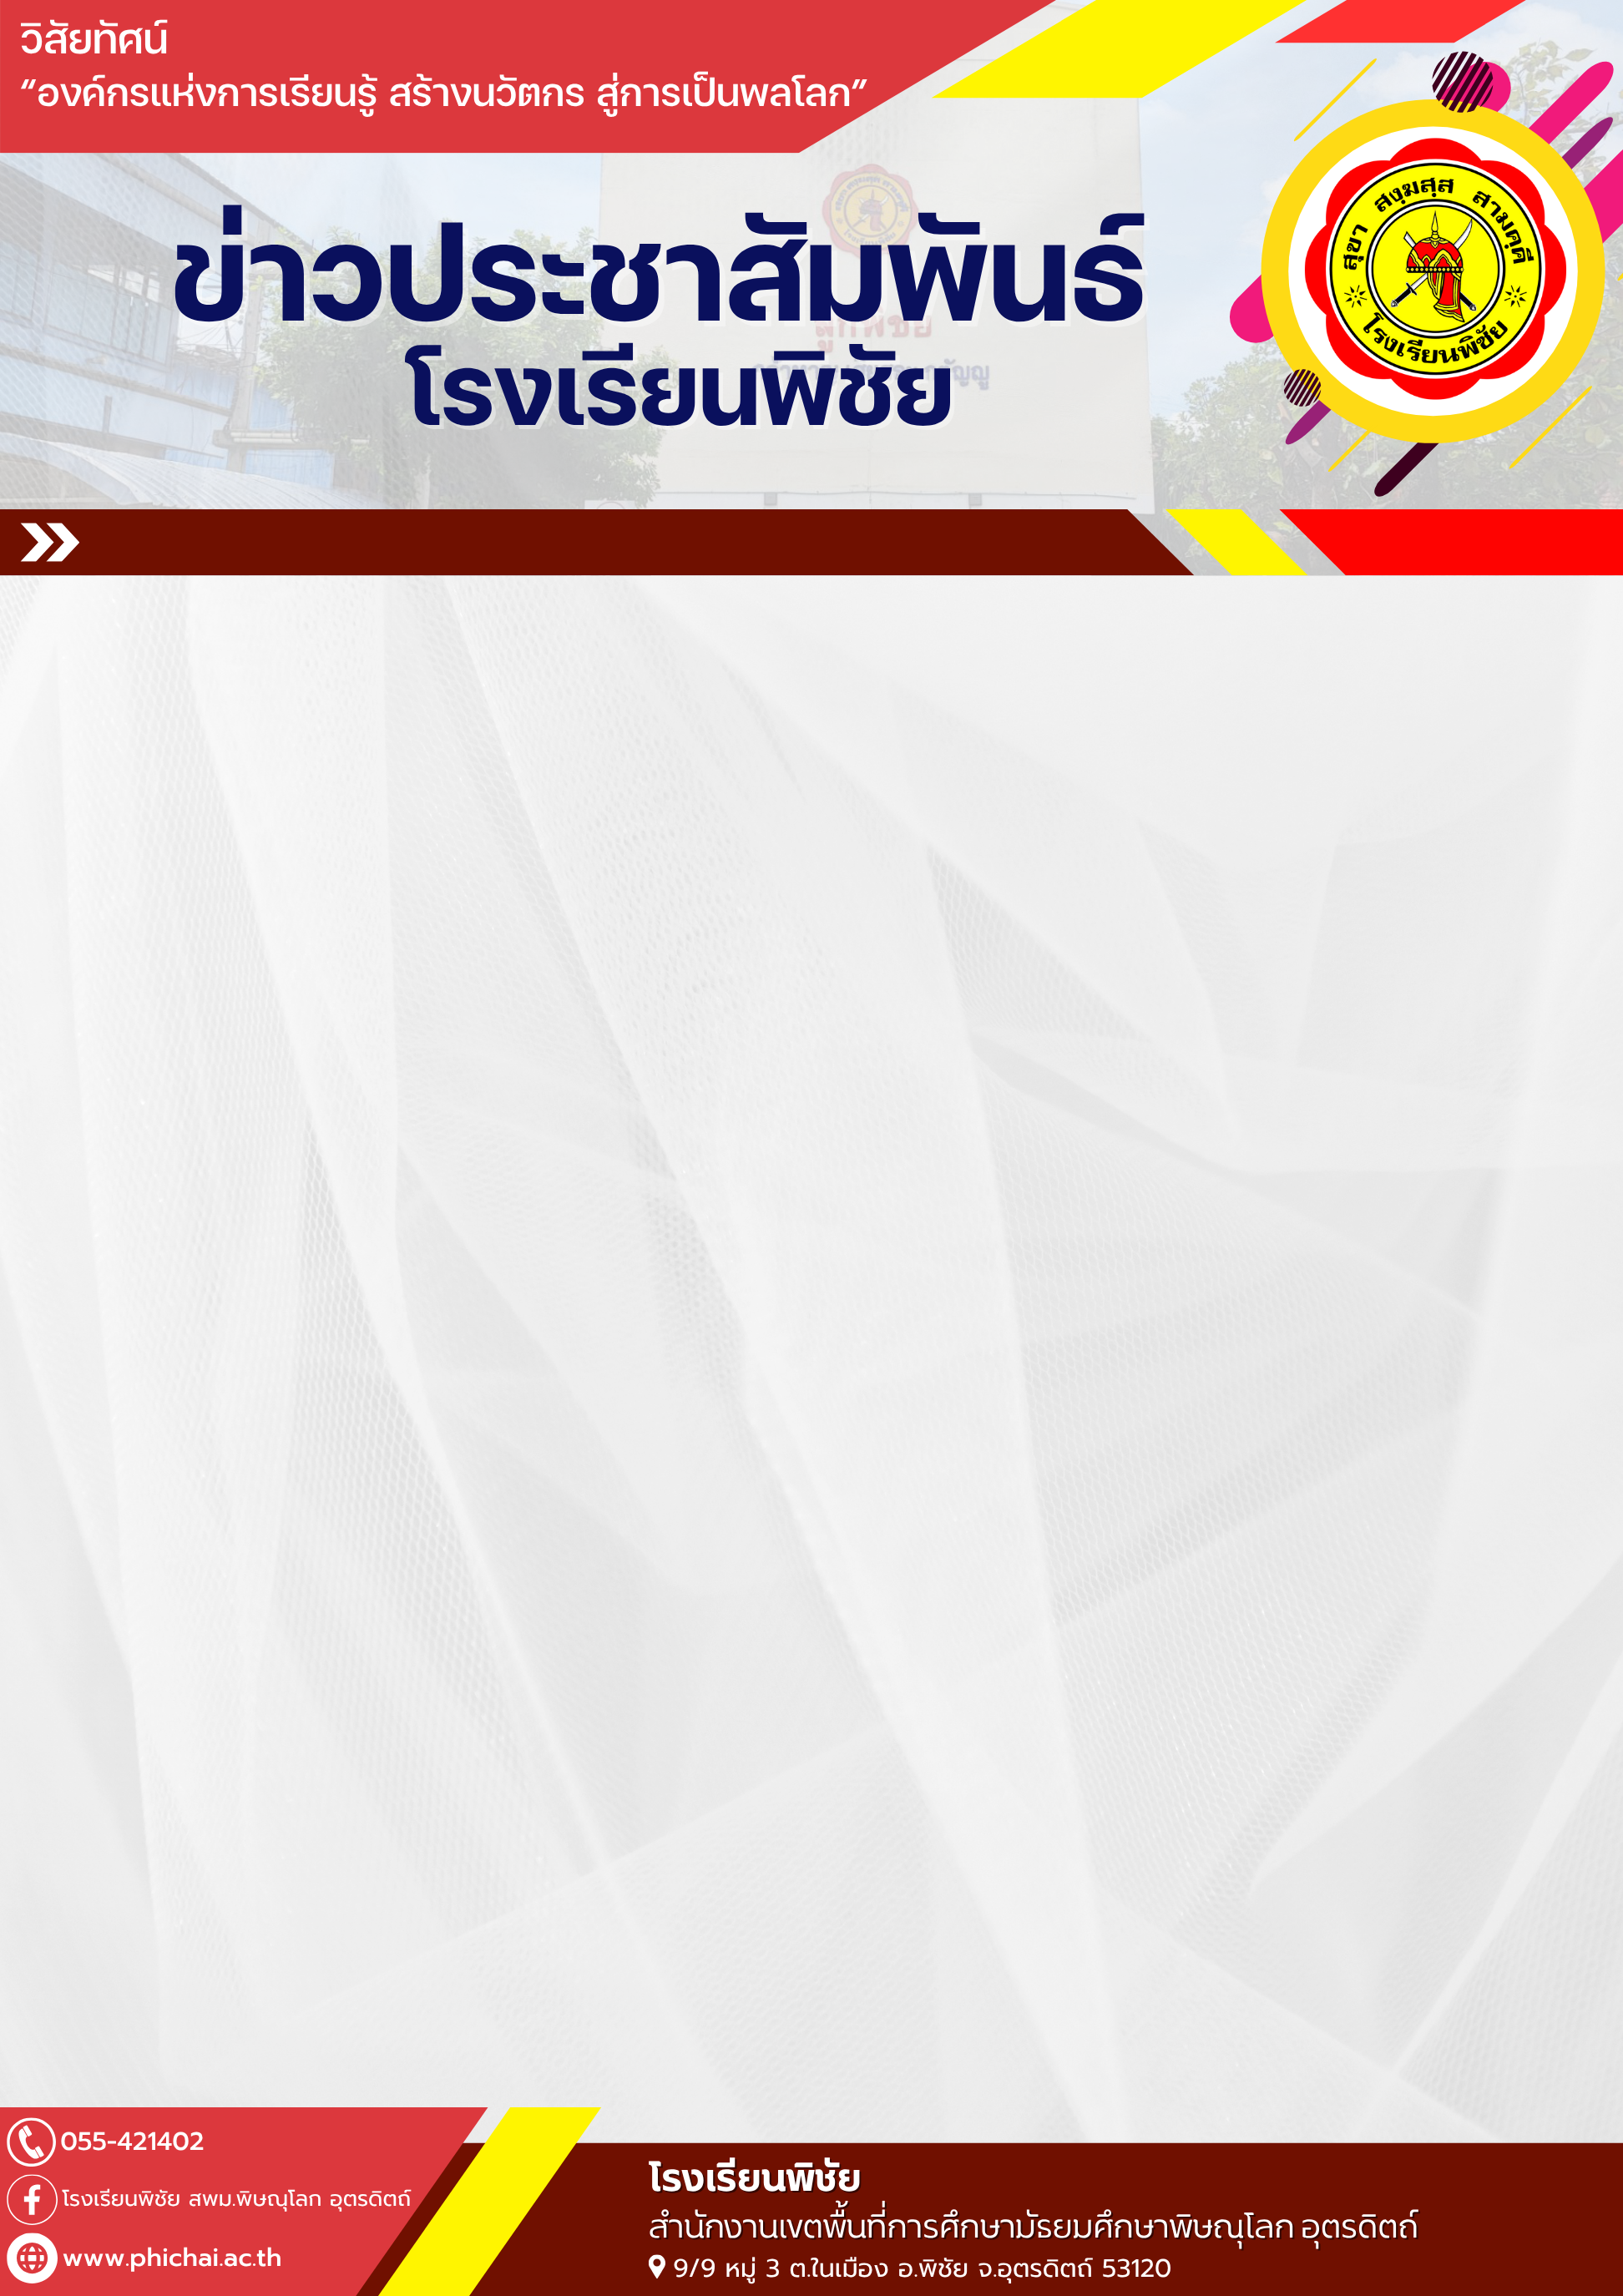 วิสัยทัศน์
“องค์กรแห่งการเรียนรู้ สร้างนวัตกร สู่การเป็นพลโลก”
ข่าวประชาสัมพันธ์
โรงเรียนพิชัย
สุขา สงฺฆสฺส สามคฺคี
โรงเรียนพิชัย
055-421402
โรงเรียนพิชัย สพม.พิษณุโลก อุตรดิตถ์
www.phichai.ac.th
โรงเรียนพิชัย
สำนักงานเขตพื้นที่การศึกษามัธยมศึกษาพิษณุโลก อุตรดิตถ์
9/9 หมู่ 3 ต.ในเมือง อ.พิชัย จ.อุตรดิตถ์ 53120